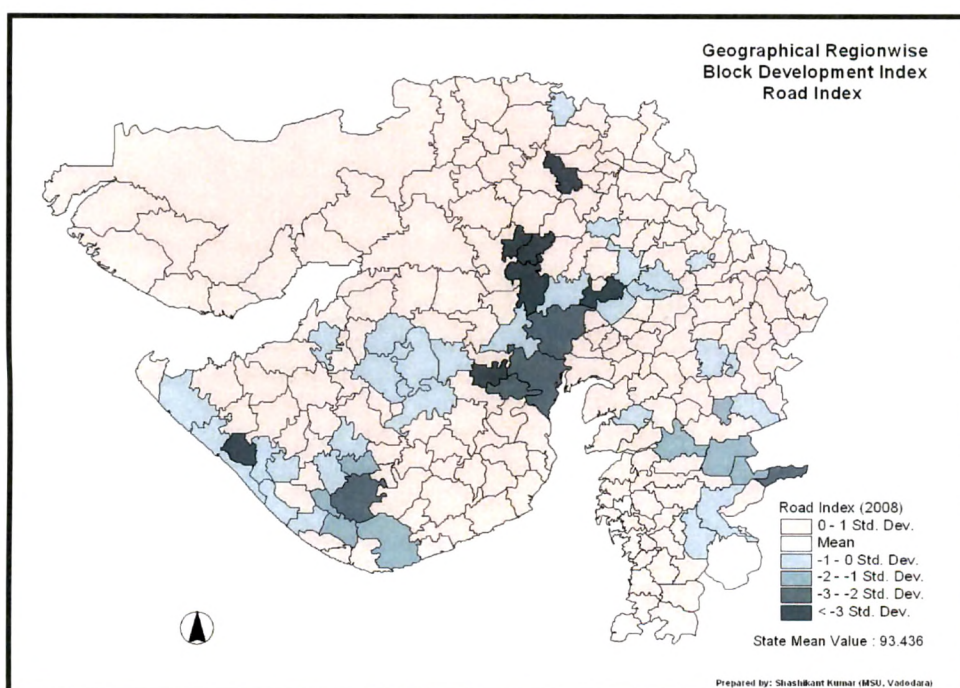 Geographical Regionwise
Block Development Index
Road Index
Road Index (2008)
0 - 1 Std. Dev.
Mean
-1 - 0 Std. Dev.
-2 - -1 Std. Dev.
-3 - -2 Std. Dev.
< -3 Std. Dev.
State Mean Value : 93.436
Prepared by: Shashikant Kumar (MSU, Vadodara)